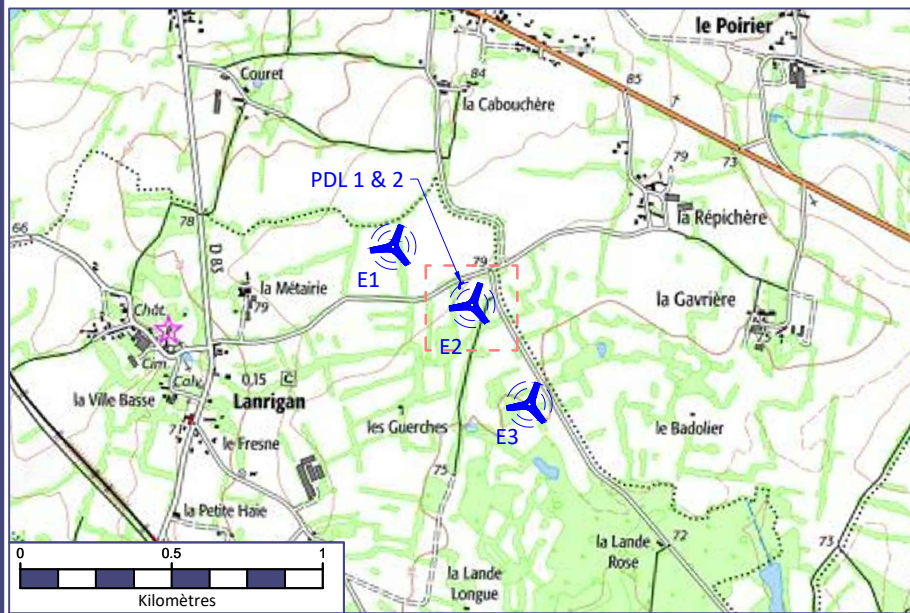 le Poirier
Couret
84
85
la Cabouchère
73
79
PDL 1 & 2
78
la Répichère
66
D 83
E1
79
la Métairie
79
la Gavrière
Chât.
E2
75
Cim.
Calv.
0,15
C
la Ville Basse
Lanrigan
71
les Guerches
E3
le Badolier
le Fresne
75
la Petite Haie
72
73
la Lande
Rose
la Lande
Longue
0
0.5
1
Kilomètres